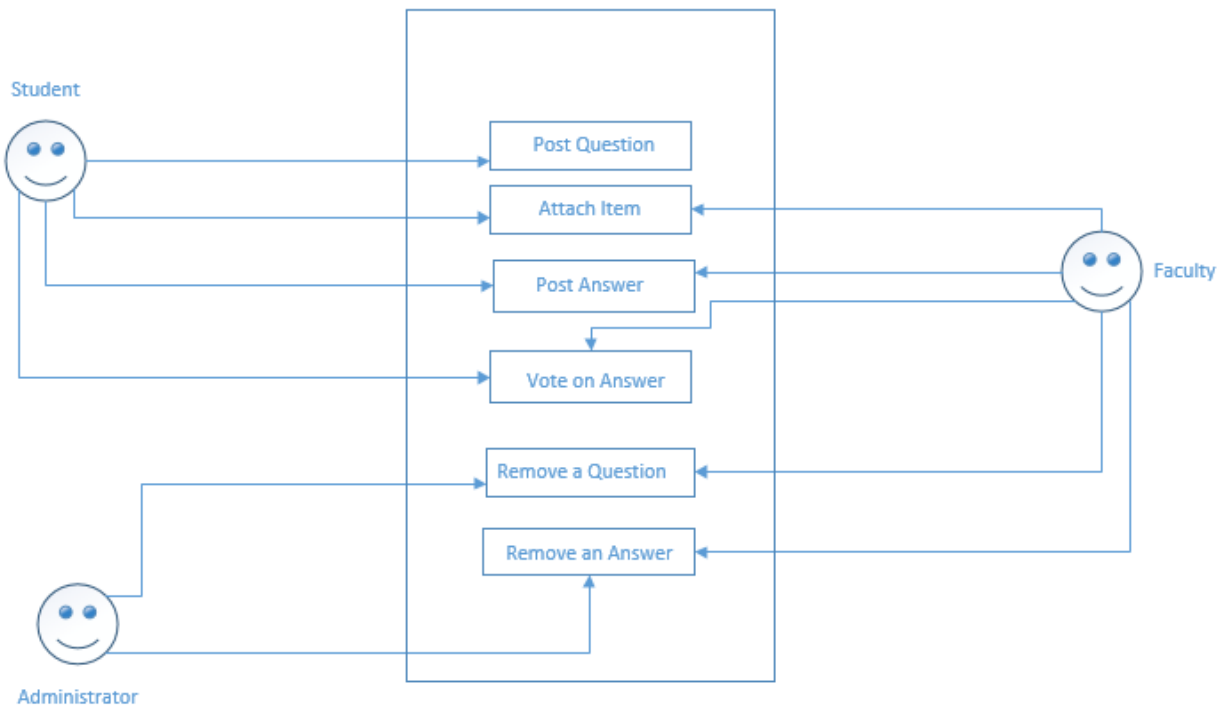 Student
Post Question
Attach Item
Faculty
Post Answer
Vote on Answer
Remove a Question
Remove an Answer
Administrator